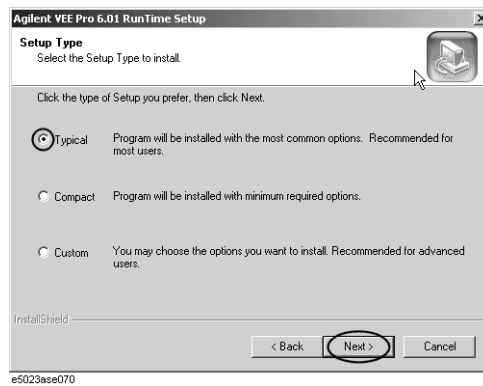 Agilent VEE Pro 6.01 RunTime Setup
Setup Type
Select the Setup Type to install.
Click the type of Setup you prefer, then click Next.
Typical Program will be installed with the most common options. Recommended for
most users.
Compact Program will be installed with minimum required options.
Custom You may choose the options you want to install. Recommended for advanced
users.
InstallShield
< Back Next > Cancel
e5023ase070